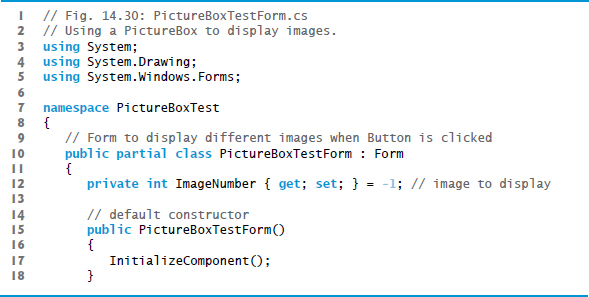 1 // Fig. 14.30: PictureBoxTestForm.cs
2 // Using a PictureBox to display images.
3 using System;
4 using System.Drawing;
5 using System.Windows.Forms;
6
7 namespace PictureBoxTest
8 {
9 // Form to display different images when Button is clicked
10 public partial class PictureBoxTestForm : Form
11 {
12 private int ImageNumber { get; set; } = -1; // image to display
13
14 // default constructor
15 public PictureBoxTestForm()
16 {
17 InitializeComponent();
18 }